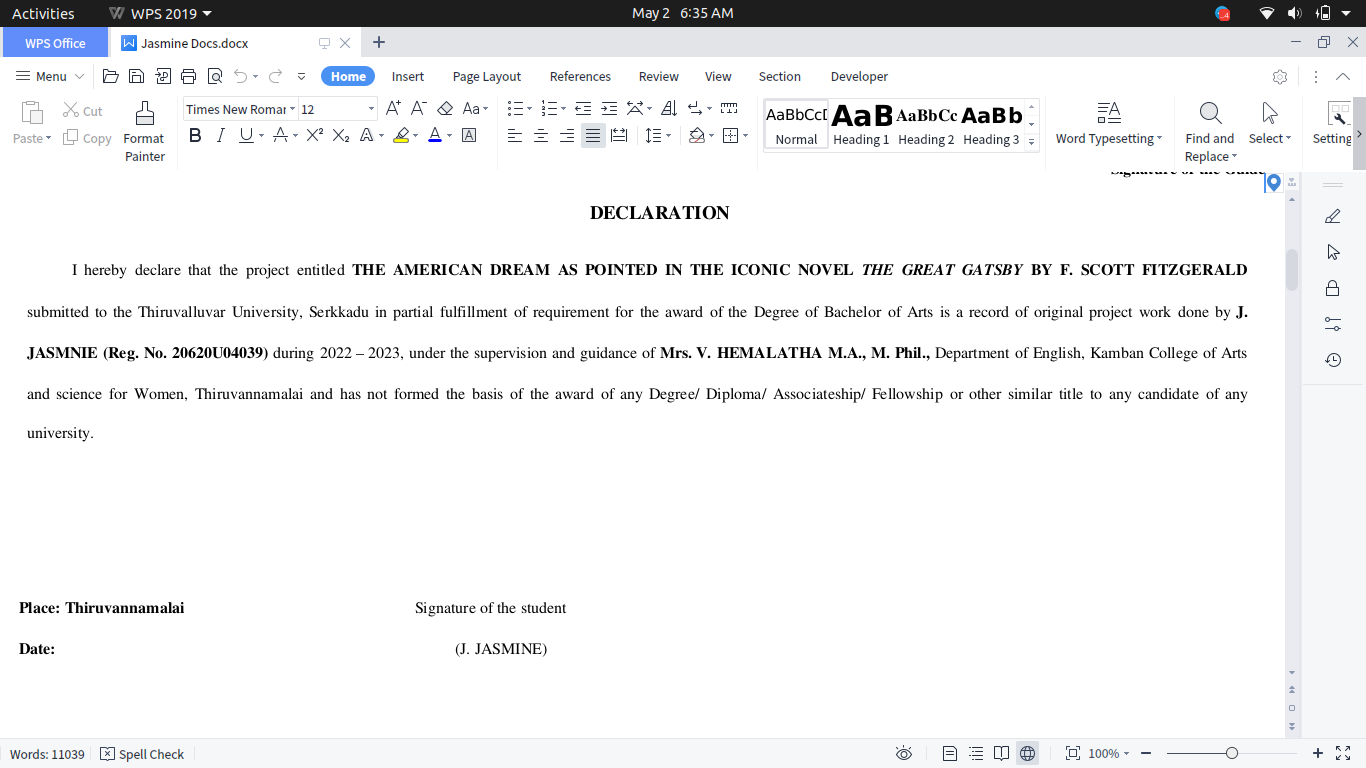 Activities WPS 2019 May 2 6:35 AM
WPS Office Jasmine Docs.docx
Menu Home Insert Page Layout References Review View Section Developer
Paste Cut Copy Format Painter Times New Roman 12 AaBbCcD AaB AaBbCc AaBb Word Typesetting Find and Replace Select Setting
Normal Heading 1 Heading 2 Heading 3
Signature of the Guide
DECLARATION
I hereby declare that the project entitled THE AMERICAN DREAM AS POINTED IN THE ICONIC NOVEL THE GREAT GATSBY BY F. SCOTT FITZGERALD
submitted to the Thiruvalluvar University, Serkkadu in partial fulfillment of requirement for the award of the Degree of Bachelor of Arts is a record of original project work done by J.
JASMNIE (Reg. No. 20620U04039) during 2022 – 2023, under the supervision and guidance of Mrs. V. HEMALATHA M.A., M. Phil., Department of English, Kamban College of Arts
and science for Women, Thiruvannamalai and has not formed the basis of the award of any Degree/ Diploma/ Associateship/ Fellowship or other similar title to any candidate of any
university.
Place: Thiruvannamalai Signature of the student
Date: (J. JASMINE)
Words: 11039 Spell Check 100%